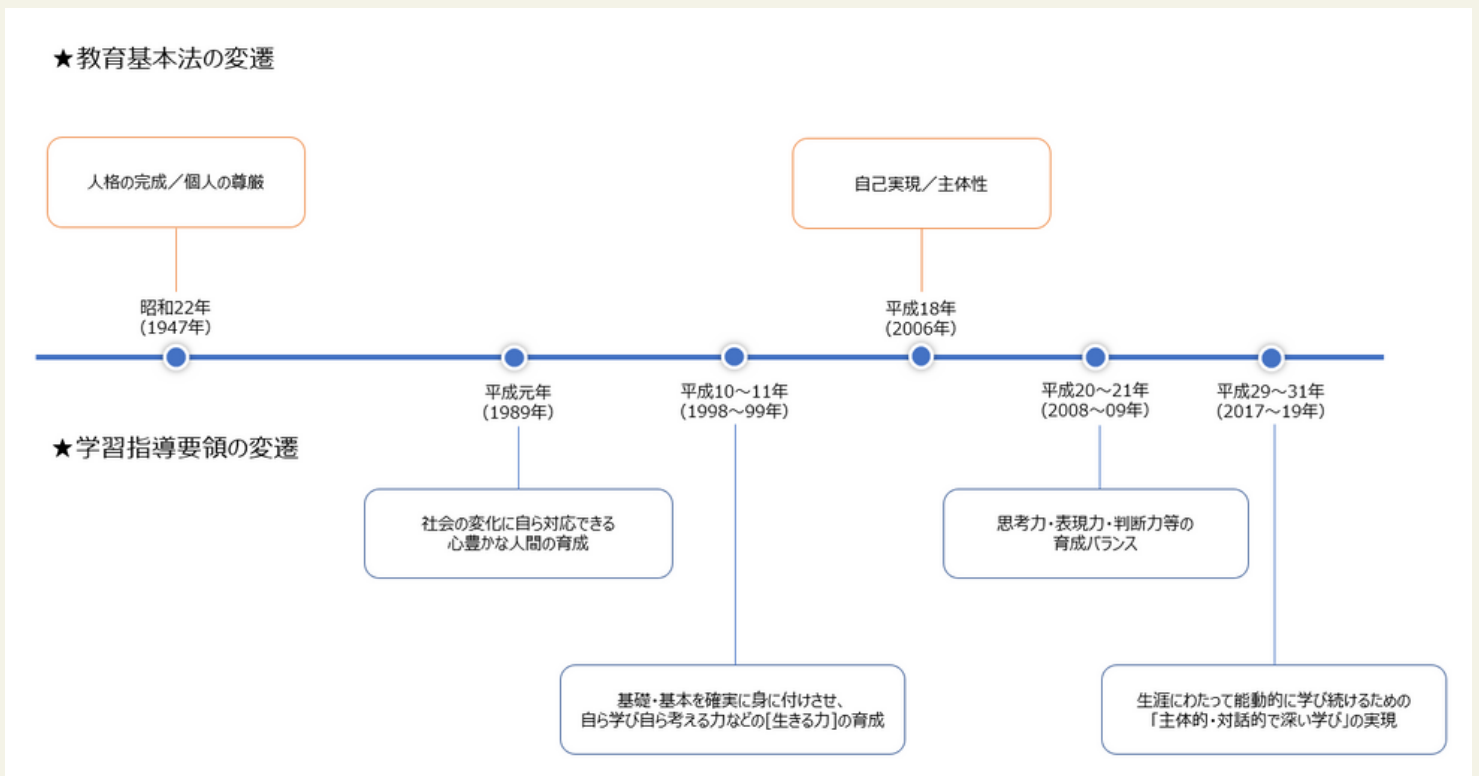 ★教育基本法の変遷
人格の完成／個人の尊厳
自己実現／主体性
昭和22年
（1947年）
平成18年
（2006年）
平成元年
（1989年）
平成10～11年
（1998～99年）
平成20～21年
（2008～09年）
平成29～31年
（2017～19年）
★学習指導要領の変遷
社会の変化に自ら対応できる
心豊かな人間の育成
思考力・表現力・判断力等の
育成バランス
基礎・基本を確実に身に付けさせ、
自ら学び自ら考える力などの[生きる力]の育成
生涯にわたって能動的に学び続けるための
「主体的・対話的で深い学び」の実現